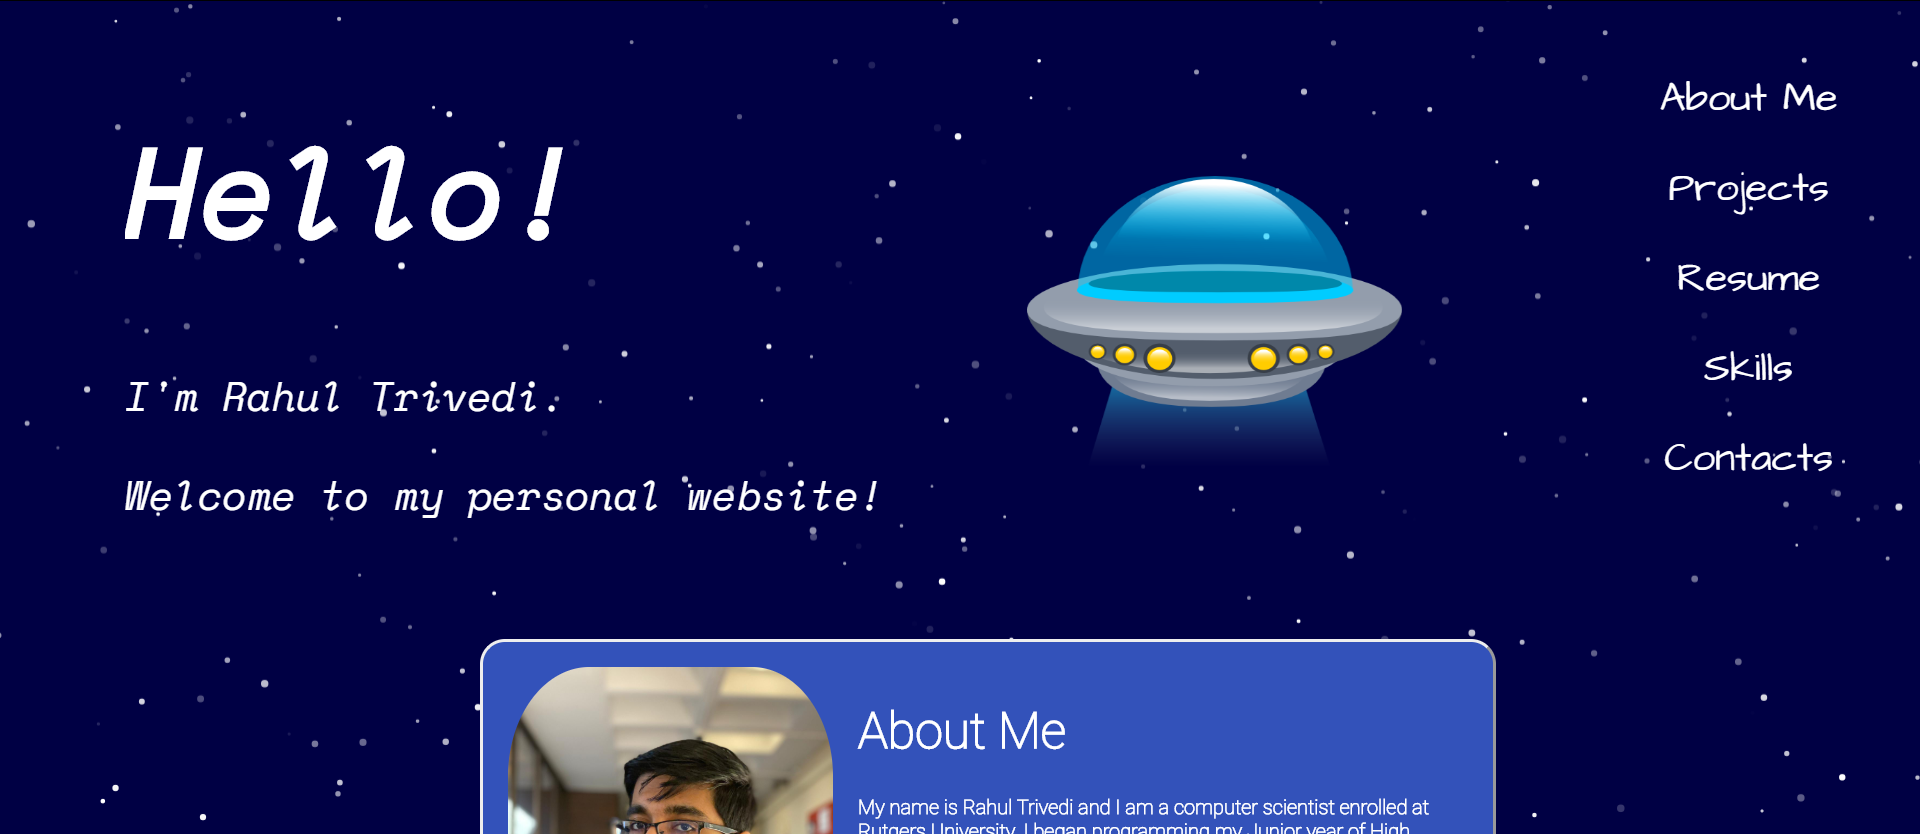 Hello!
I'm Rahul Trivedi.
Welcome to my personal website!
About Me
Projects
Resume
Skills
Contacts
About Me
My name is Rahul Trivedi and I am a computer scientist enrolled at
Rutgers University. I began programming my Junior year of High